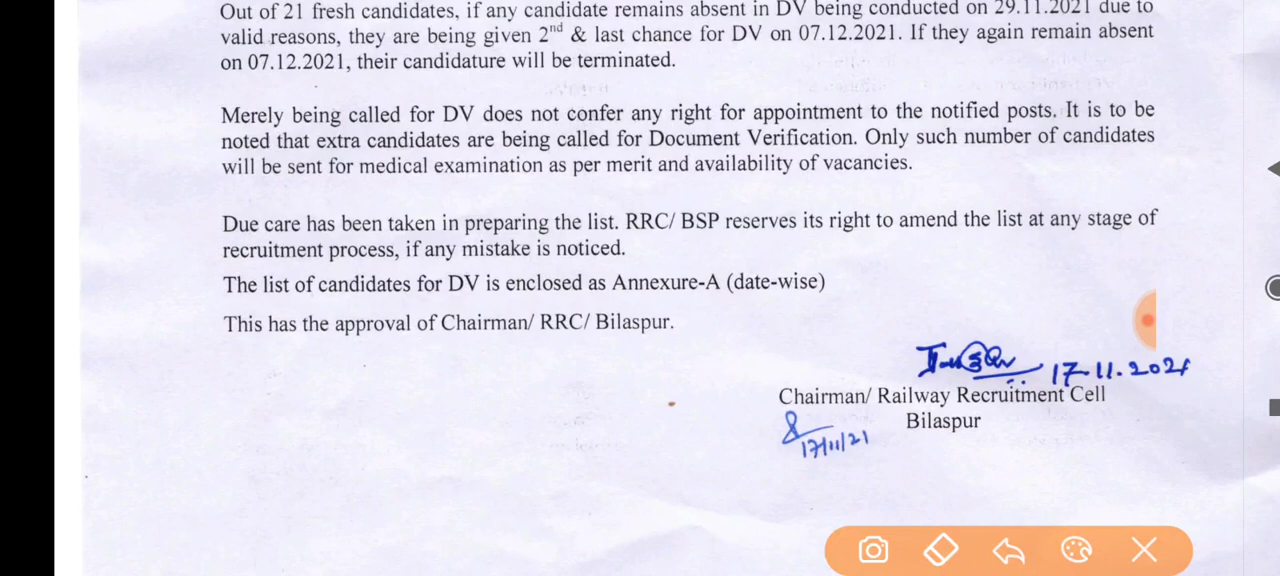 Out of 21 fresh candidates, if any candidate remains absent in DV being conducted on 29.11.2021 due to
valid reasons, they are being given 2nd & last chance for DV on 07.12.2021. If they again remain absent
on 07.12.2021, their candidature will be terminated.
Merely being called for DV does not confer any right for appointment to the notified posts. It is to be
noted that extra candidates are being called for Document Verification. Only such number of candidates
will be sent for medical examination as per merit and availability of vacancies.
Due care has been taken in preparing the list. RRC/ BSP reserves its right to amend the list at any stage of
recruitment process, if any mistake is noticed.
The list of candidates for DV is enclosed as Annexure-A (date-wise)
This has the approval of Chairman/ RRC/ Bilaspur.
17-11.2021
Chairman/ Railway Recruitment Cell
Bilaspur
17/11/21